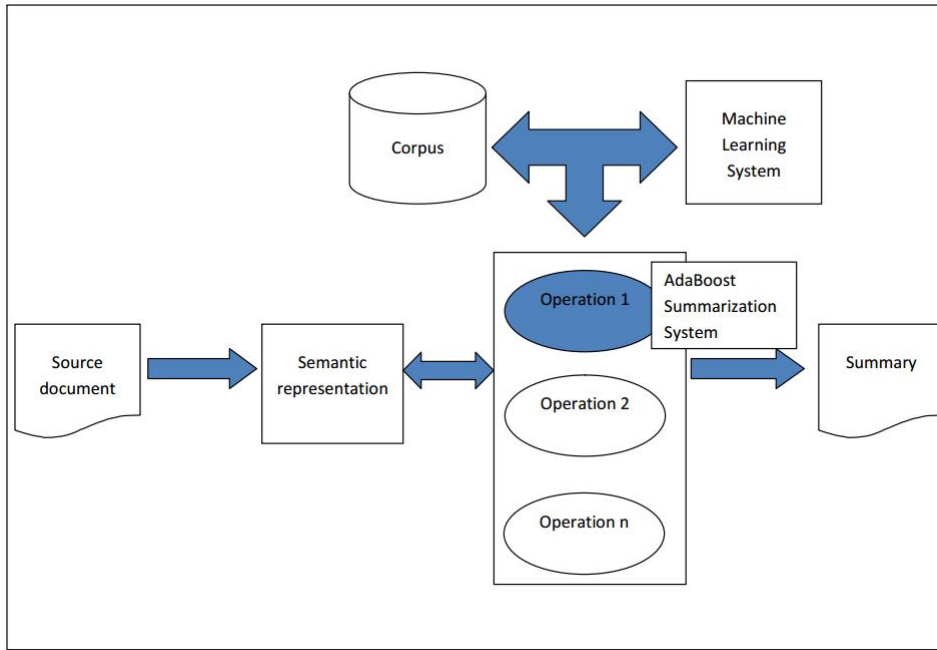 Corpus
Machine
Learning
System
Operation 1
AdaBoost
Summarization
System
Source
document
Semantic
representation
Summary
Operation 2
Operation n